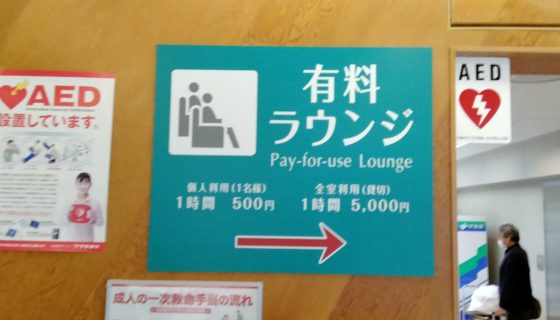 AED
設置しています。
有料
ラウンジ
Pay-for-use Lounge
個人利用(1名様)
1時間 500円
全室利用(貸切)
1時間 5,000円
AED
成人の一次救命手当の流れ